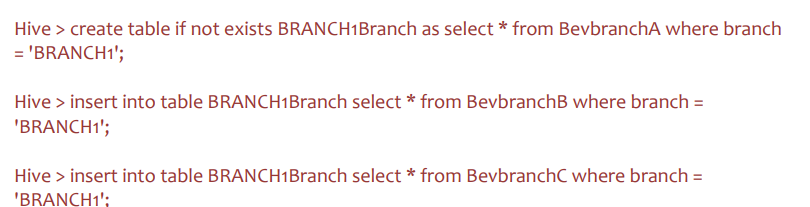 Hive > create table if not exists BRANCH1Branch as select * from BevbranchA where branch
= 'BRANCH1';
Hive > insert into table BRANCH1Branch select * from BevbranchB where branch =
'BRANCH1';
Hive > insert into table BRANCH1Branch select * from BevbranchC where branch =
'BRANCH1';